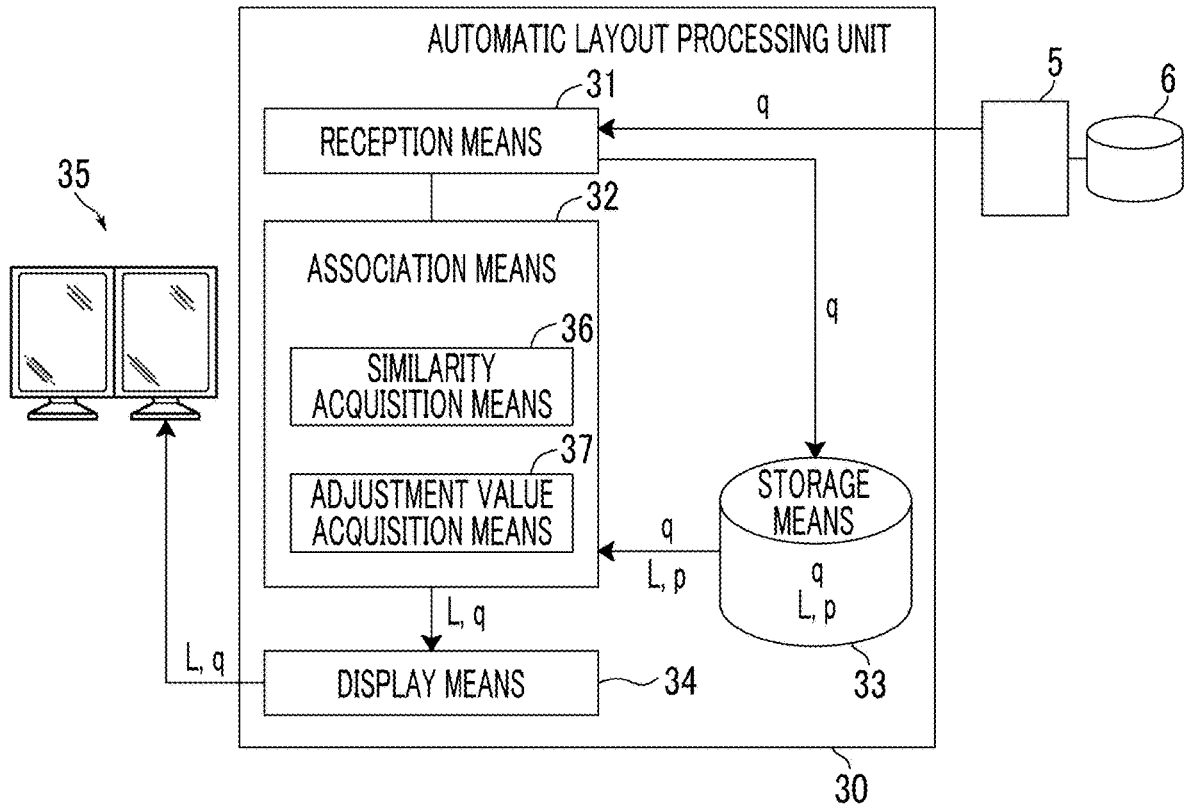 AUTOMATIC LAYOUT PROCESSING UNIT
31
5
6
q
RECEPTION MEANS
35
32
ASSOCIATION MEANS
q
36
SIMILARITY
ACQUISITION MEANS
37
ADJUSTMENT VALUE
ACQUISITION MEANS
STORAGE
MEANS
q
L, p
q
L, p
L, q
L, q
DISPLAY MEANS
34
33
30